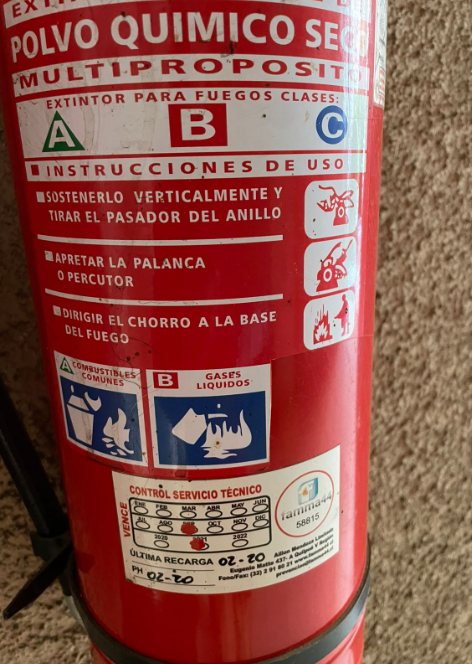 POLVO QUIMICO SECO
MULTIPROPOSITO
EXTINTOR PARA FUEGOS CLASES:
A B C
INSTRUCCIONES DE USO
SOSTENERLO VERTICALMENTE Y
TIRAR EL PASADOR DEL ANILLO
APRETAR LA PALANCA
O PERCUTOR
DIRIGIR EL CHORRO A LA BASE
DEL FUEGO
A COMBUSTIBLES
COMUNES
B GASES
LIQUIDOS
CONTROL SERVICIO TÉCNICO
VENCE
ENE FEB MAR ABR MAY JUN
JUL AGO SEP OCT NOV DIC
2020 2021 2022
famma44
58815
ÚLTIMA RECARGA 02-20
PH 02-20